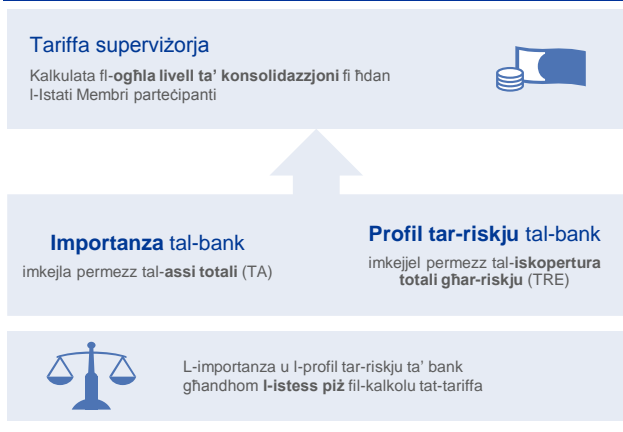 Tariffa superviżorja
Kalkulata fl-ogħla livell ta' konsolidazzjoni fi ħdan
l-Istati Membri parteċipanti
Importanza tal-bank
imkejla permezz tal-assi totali (TA)
Profil tar-riskju tal-bank
imkejjel permezz tal-iskopertura
totali għar-riskju (TRE)
L-importanza u l-profil tar-riskju ta' bank
għandhom l-istess piż fil-kalkolu tat-tariffa